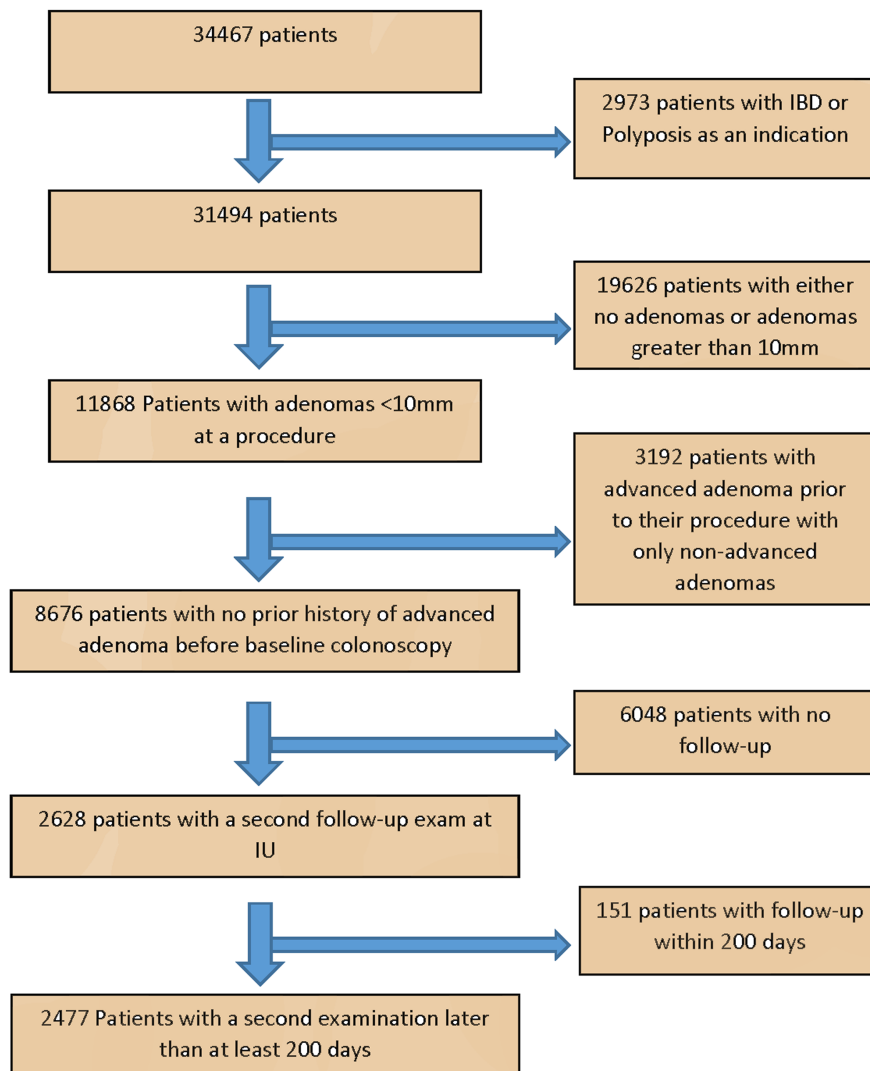 34467 patients
2973 patients with IBD or
Polyposis as an indication
31494 patients
19626 patients with either
no adenomas or adenomas
greater than 10mm
11868 Patients with adenomas <10mm
at a procedure
3192 patients with
advanced adenoma prior
to their procedure with
only non-advanced
adenomas
8676 patients with no prior history of advanced
adenoma before baseline colonoscopy
6048 patients with no
follow-up
2628 patients with a second follow-up exam at
IU
151 patients with follow-up
within 200 days
2477 Patients with a second examination later
than at least 200 days